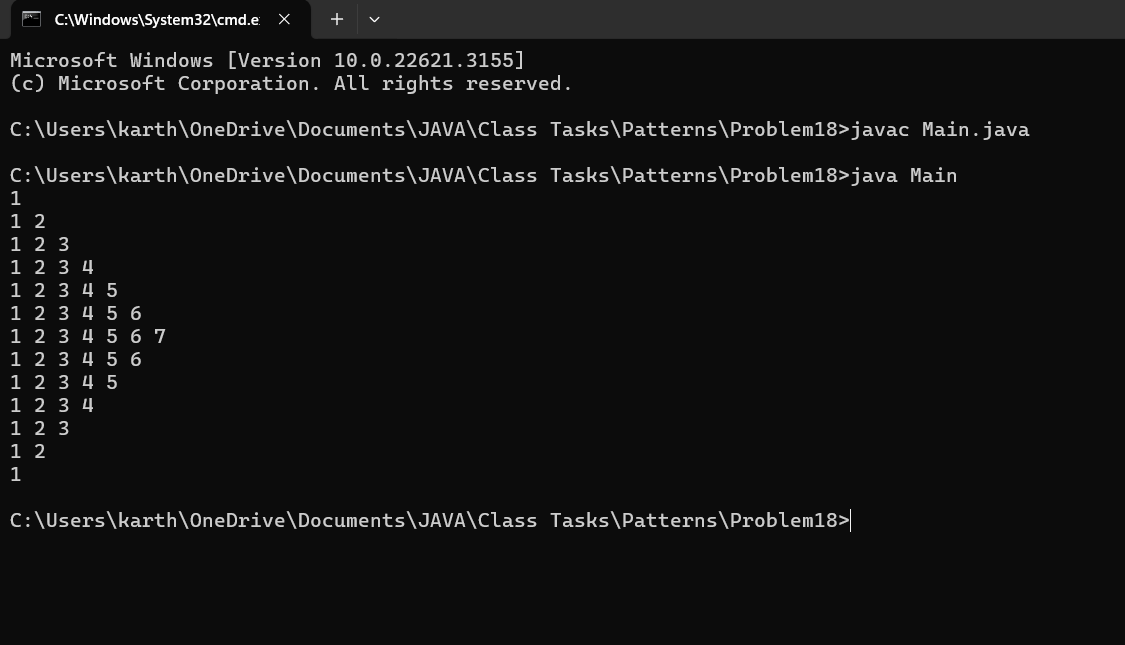 C:\Windows\System32\cmd.e
Microsoft Windows [Version 10.0.22621.3155]
(c) Microsoft Corporation. All rights reserved.
C:\Users\karth\OneDrive\Documents\JAVA\Class Tasks\Patterns\Problem18>javac Main.java
C:\Users\karth\OneDrive\Documents\JAVA\Class Tasks\Patterns\Problem18>java Main
1
1 2
1 2 3
1 2 3 4
1 2 3 4 5
1 2 3 4 5 6
1 2 3 4 5 6 7
1 2 3 4 5 6
1 2 3 4 5
1 2 3 4
1 2 3
1 2
1
C:\Users\karth\OneDrive\Documents\JAVA\Class Tasks\Patterns\Problem18>